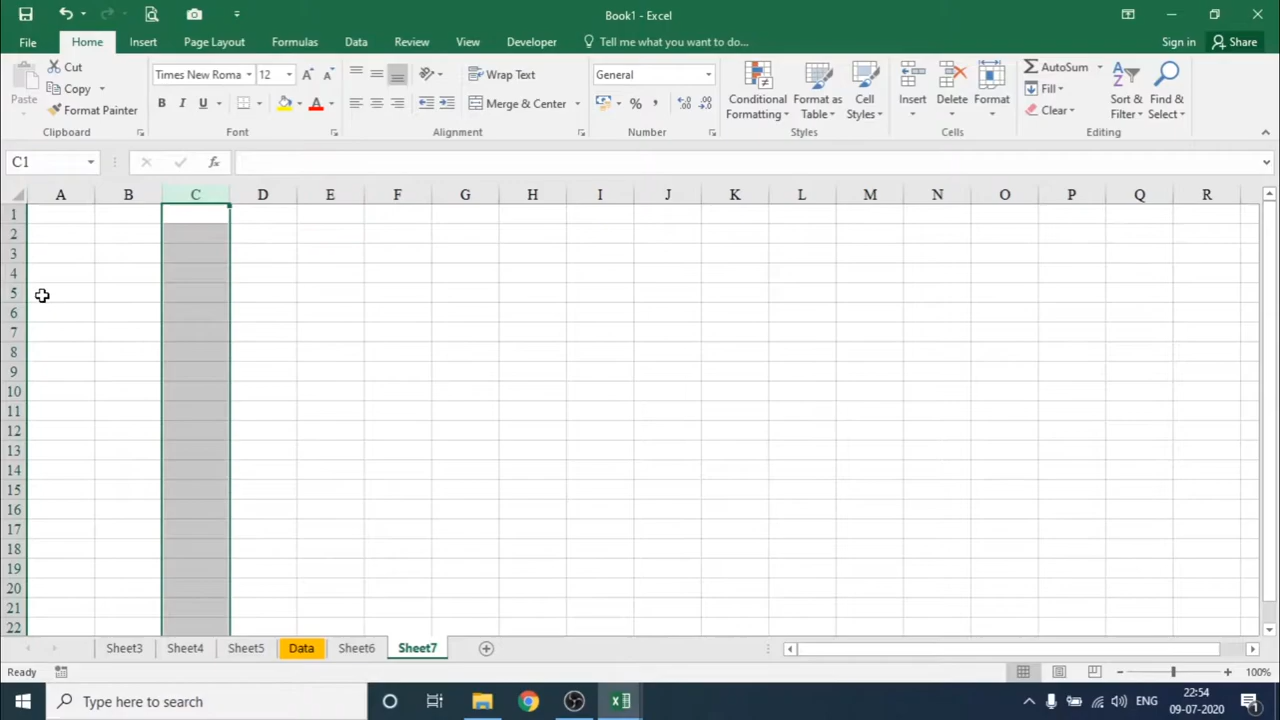 Book1 - Excel
File Home Insert Page Layout Formulas Data Review View Developer Tell me what you want to do... Sign in Share
Paste Cut Copy Format Painter
Clipboard
Times New Roma 12
B I U A
Font
Wrap Text
Merge & Center
Alignment
General
%
Number
Conditional Formatting
Format as Table
Cell Styles
Styles
Insert Delete Format
Cells
AutoSum
Fill
Clear
Sort & Filter
Find & Select
Editing
C1 fx
A B C D E F G H I J K L M N O P Q R
1
2
3
4
5
6
7
8
9
10
11
12
13
14
15
16
17
18
19
20
21
22
Sheet3 Sheet4 Sheet5 Data Sheet6 Sheet7
Ready 100%
Type here to search ENG 22:54
09-07-2020 1